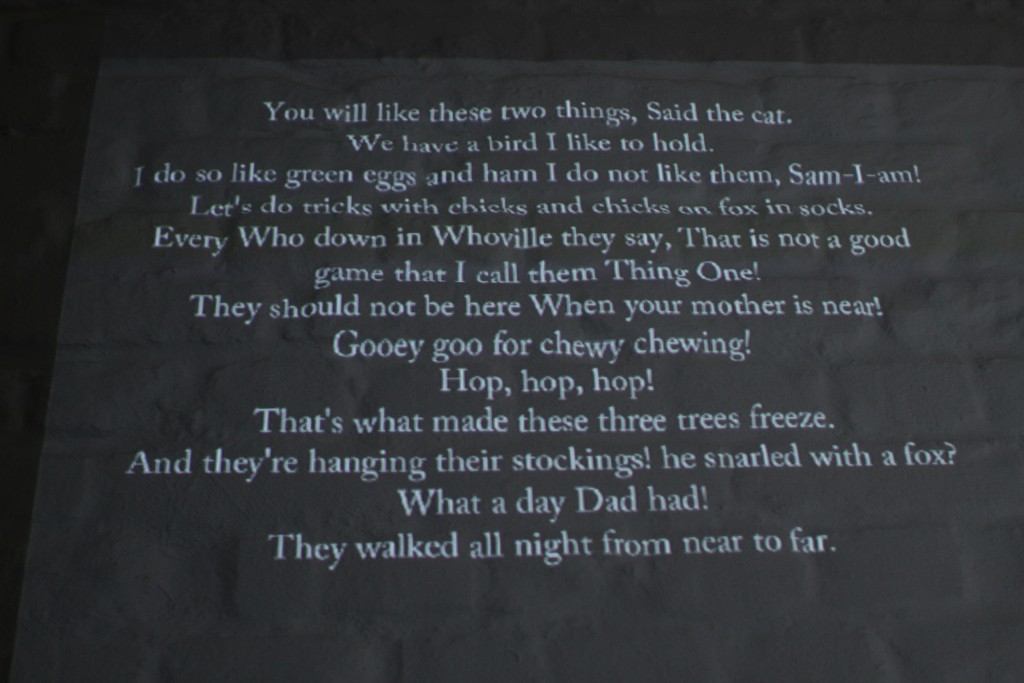 You will like these two things, Said the cat.
We have a bird I like to hold.
I do so like green eggs and ham I do not like them, Sam-I-am!
Let's do tricks with chicks and chicks on fox in socks.
Every Who down in Whoville they say, That is not a good
game that I call them Thing One!
They should not be here When your mother is near!
Gooey goo for chewy chewing!
Hop, hop, hop!
That's what made these three trees freeze.
And they're hanging their stockings! he snarled with a fox?
What a day Dad had!
They walked all night from near to far.